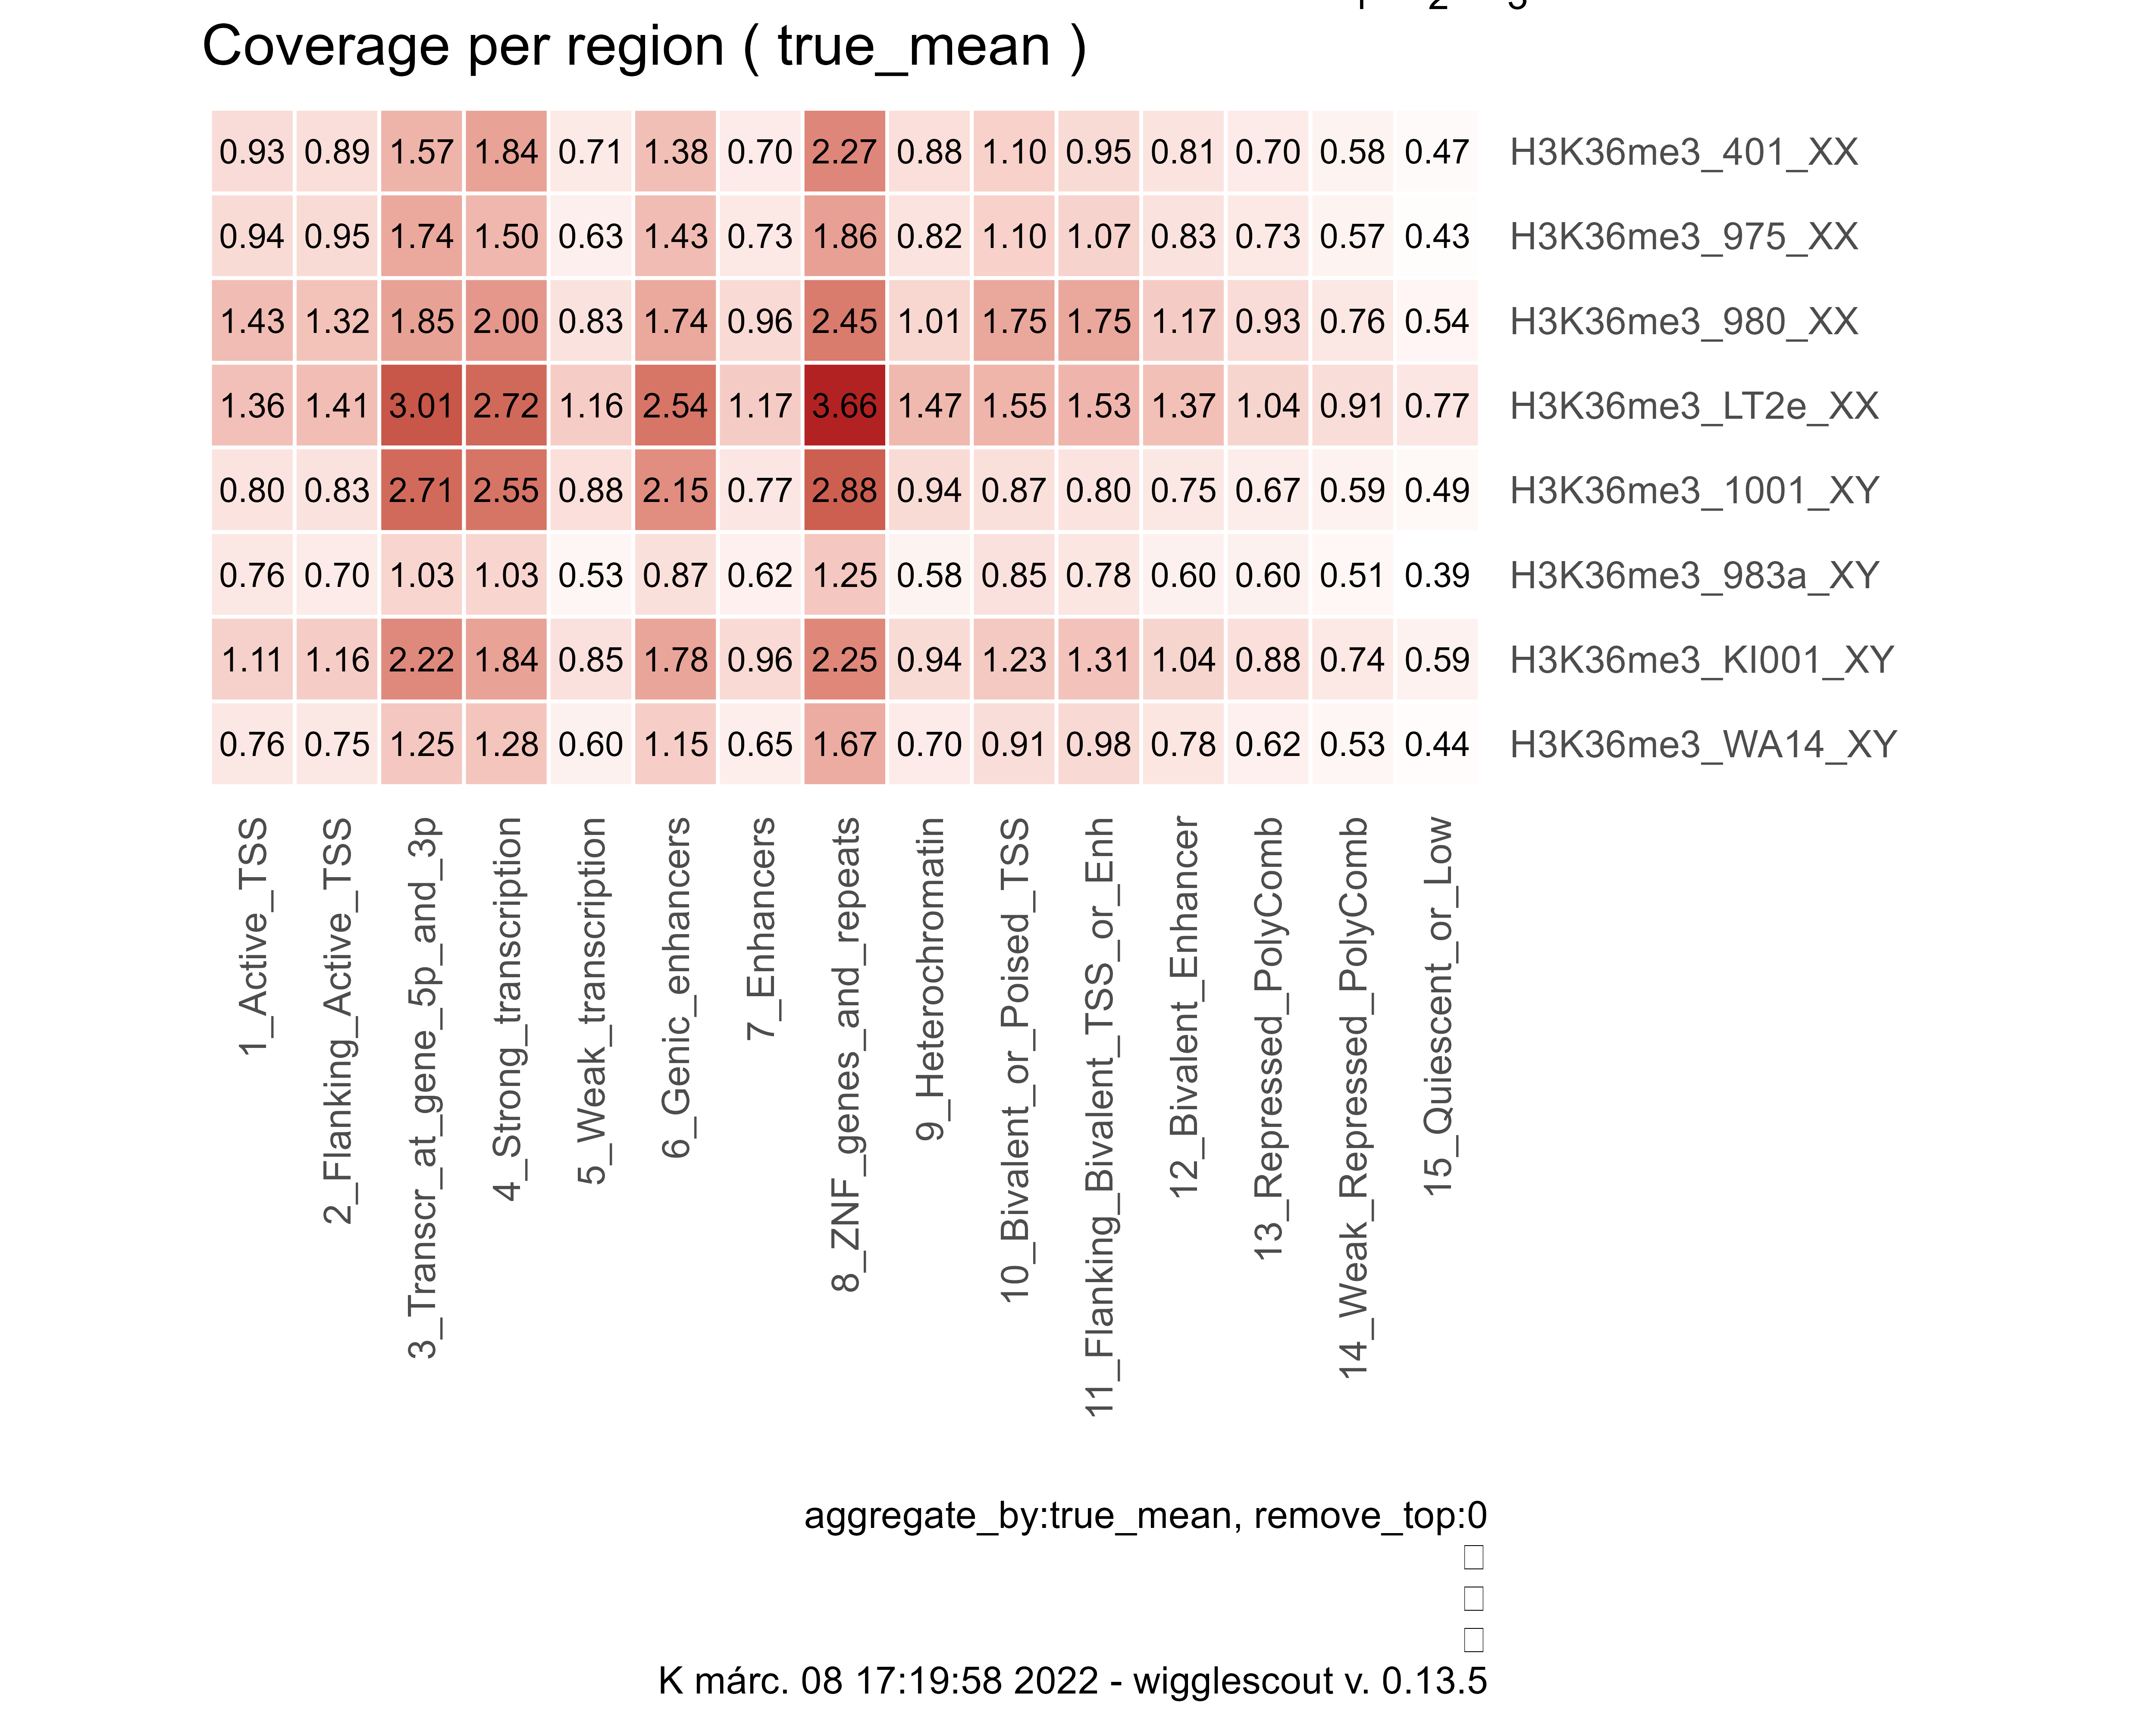 Coverage per region ( true_mean )
0.93 0.89 1.57 1.84 0.71 1.38 0.70 2.27 0.88 1.10 0.95 0.81 0.70 0.58 0.47 H3K36me3_401_XX
0.94 0.95 1.74 1.50 0.63 1.43 0.73 1.86 0.82 1.10 1.07 0.83 0.73 0.57 0.43 H3K36me3_975_XX
1.43 1.32 1.85 2.00 0.83 1.74 0.96 2.45 1.01 1.75 1.75 1.17 0.93 0.76 0.54 H3K36me3_980_XX
1.36 1.41 3.01 2.72 1.16 2.54 1.17 3.66 1.47 1.55 1.53 1.37 1.04 0.91 0.77 H3K36me3_LT2e_XX
0.80 0.83 2.71 2.55 0.88 2.15 0.77 2.88 0.94 0.87 0.80 0.75 0.67 0.59 0.49 H3K36me3_1001_XY
0.76 0.70 1.03 1.03 0.53 0.87 0.62 1.25 0.58 0.85 0.78 0.60 0.60 0.51 0.39 H3K36me3_983a_XY
1.11 1.16 2.22 1.84 0.85 1.78 0.96 2.25 0.94 1.23 1.31 1.04 0.88 0.74 0.59 H3K36me3_KI001_XY
0.76 0.75 1.25 1.28 0.60 1.15 0.65 1.67 0.70 0.91 0.98 0.78 0.62 0.53 0.44 H3K36me3_WA14_XY
1_Active_TSS
2_Flanking_Active_TSS
3_Transcr_at_gene_5p_and_3p
4_Strong_transcription
5_Weak_transcription
6_Genic_enhancers
7_Enhancers
8_ZNF_genes_and_repeats
9_Heterochromatin
10_Bivalent_or_Poised_TSS
11_Flanking_Bivalent_TSS_or_Enh
12_Bivalent_Enhancer
13_Repressed_PolyComb
14_Weak_Repressed_PolyComb
15_Quiescent_or_Low
aggregate_by:true_mean, remove_top:0
K márc. 08 17:19:58 2022 - wigglescout v. 0.13.5